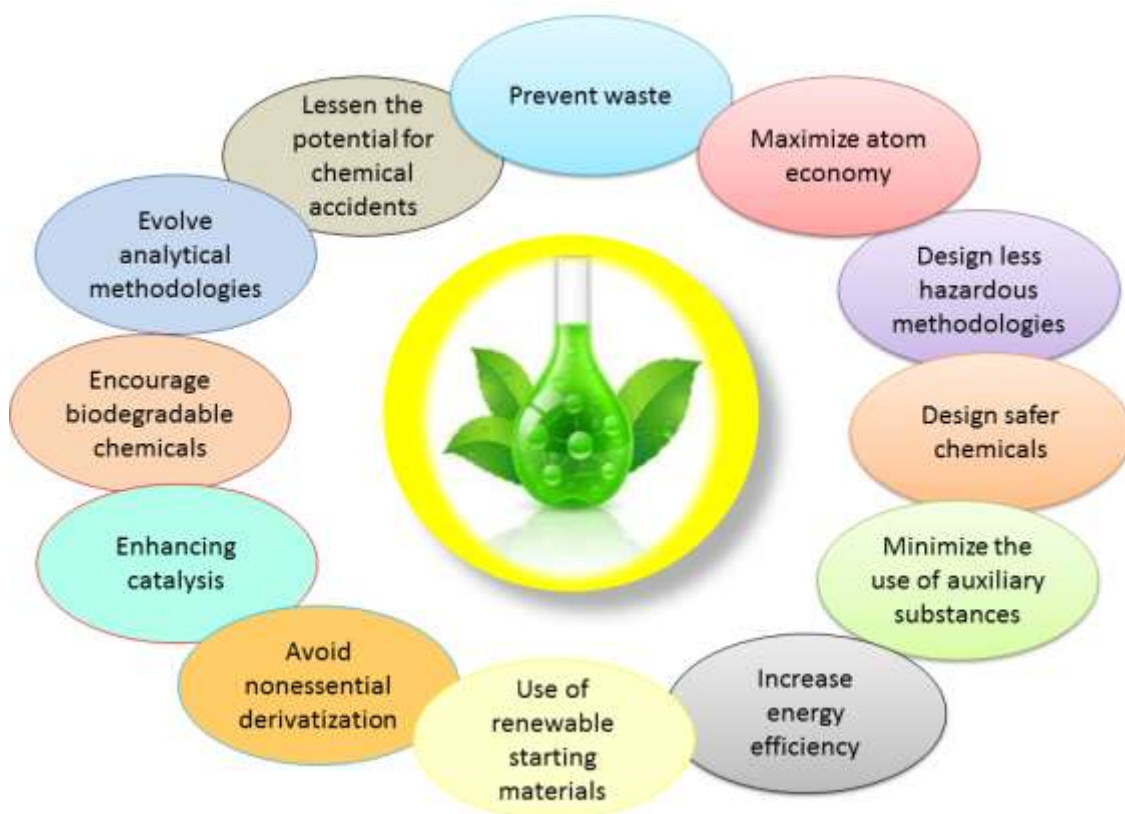 Prevent waste
Maximize atom
economy
Design less
hazardous
methodologies
Design safer
chemicals
Minimize the
use of auxiliary
substances
Increase
energy
efficiency
Use of
renewable
starting
materials
Avoid
nonessential
derivatization
Enhancing
catalysis
Encourage
biodegradable
chemicals
Evolve
analytical
methodologies
Lessen the
potential for
chemical
accidents